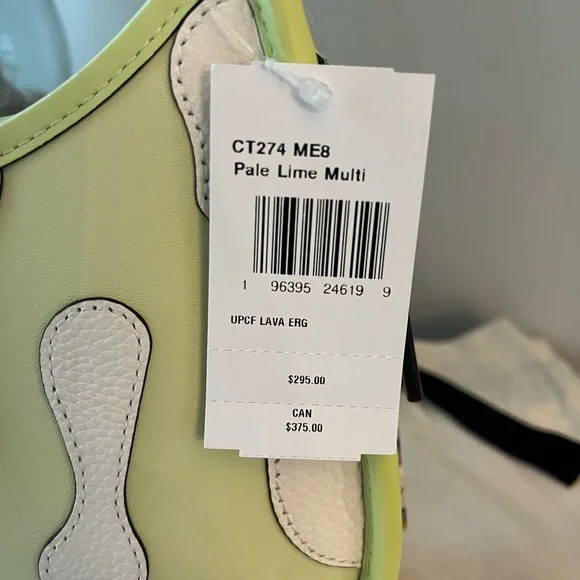 CT274 ME8
Pale Lime Multi
1 96395 24619 9
UPCF LAVA ERG
$295.00
CAN
$375.00